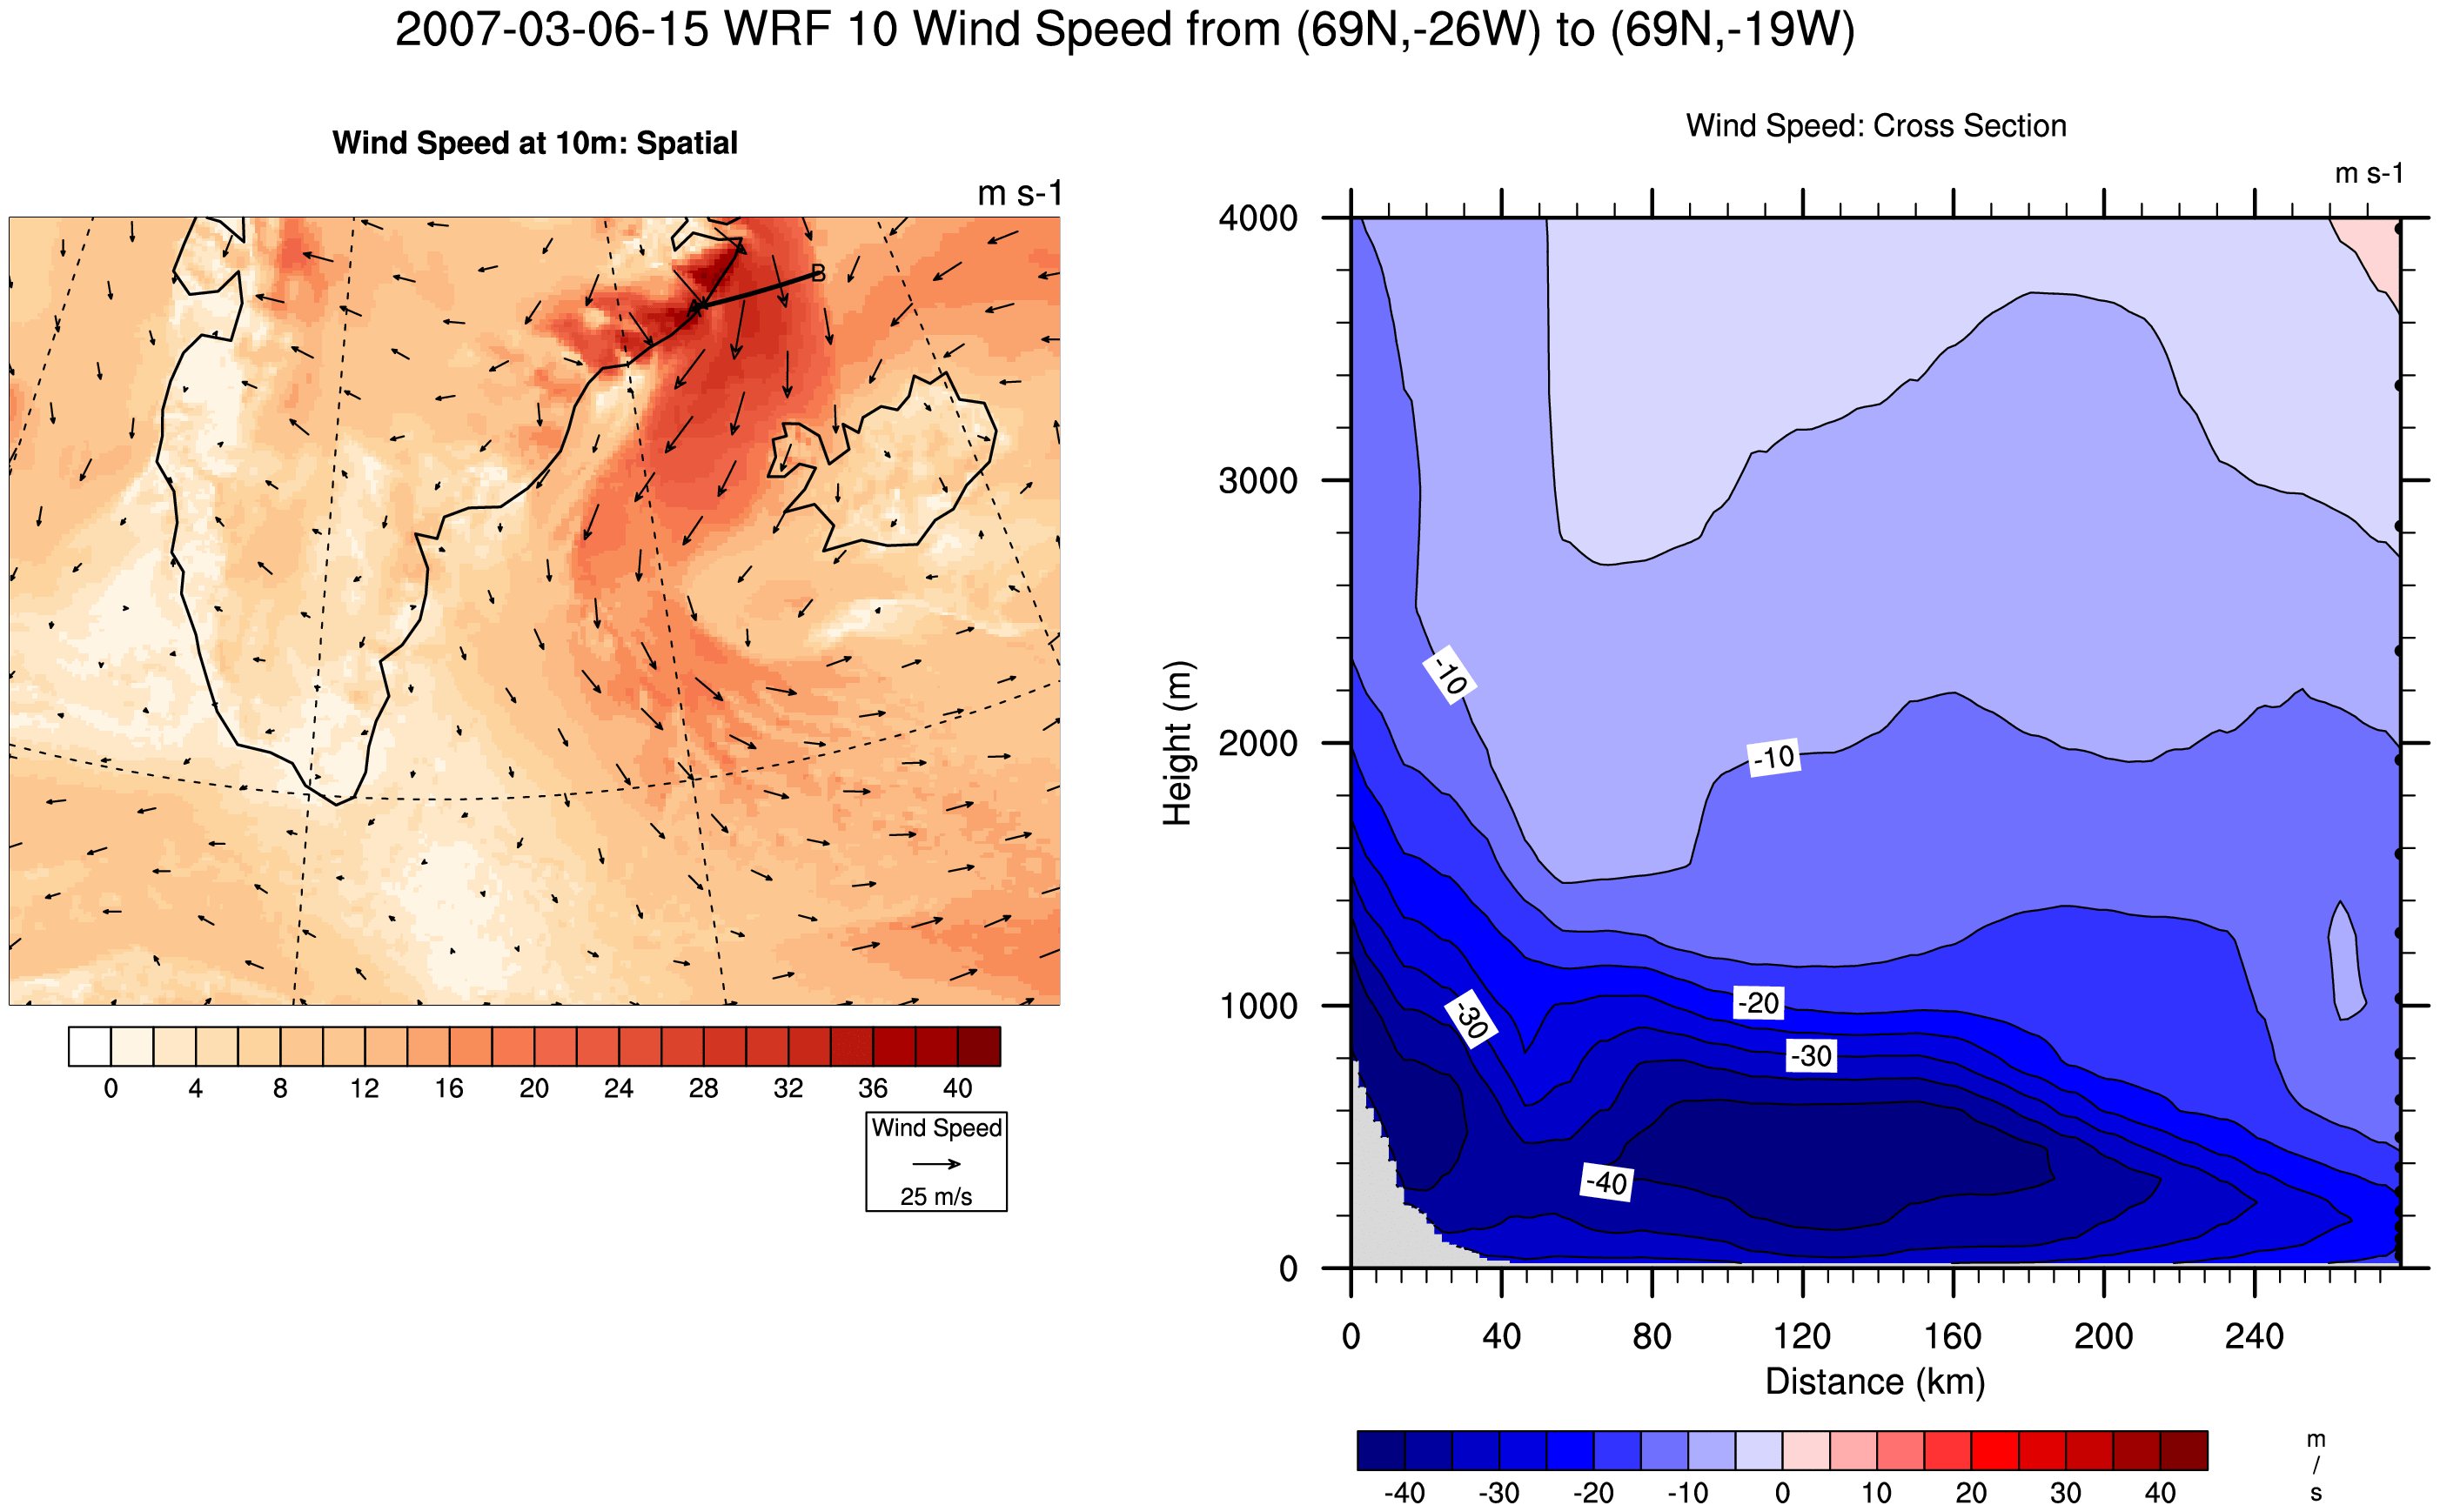 2007-03-06-15 WRF 10 Wind Speed from (69N,-26W) to (69N,-19W)
Wind Speed at 10m: Spatial
m s-1
A
B
0 4 8 12 16 20 24 28 32 36 40
Wind Speed
25 m/s
Wind Speed: Cross Section
m s-1
4000
3000
2000
1000
0
Height (m)
-10
-10
-20
-30
-30
-40
0 40 80 120 160 200 240
Distance (km)
-40 -30 -20 -10 0 10 20 30 40
m
/
s